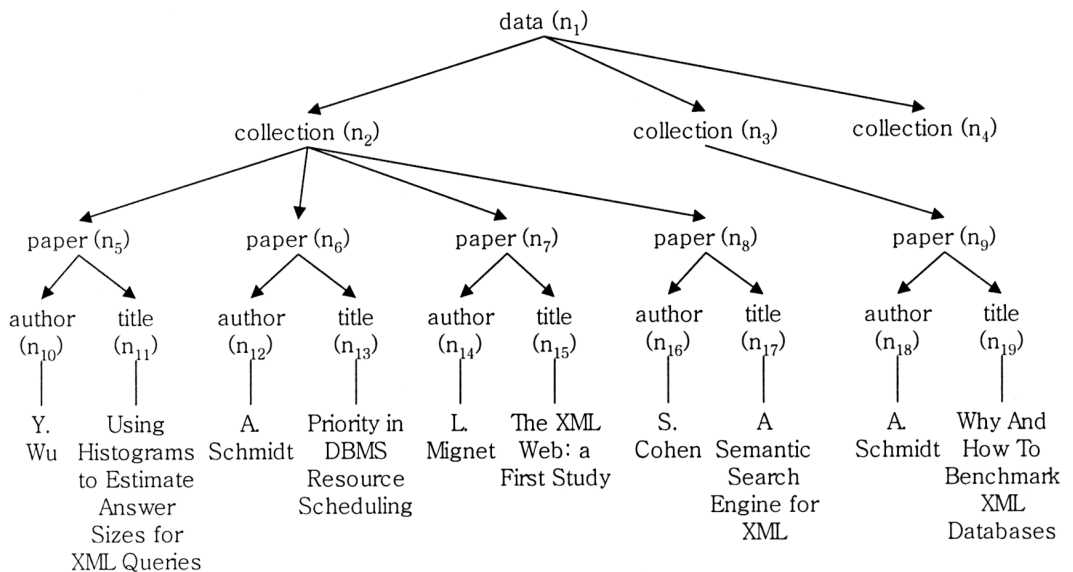 data (n1)
collection (n2) collection (n3) collection (n4)
paper (n5) paper (n6) paper (n7) paper (n8) paper (n9)
author title author title author title author title author title
(n10) (n11) (n12) (n13) (n14) (n15) (n16) (n17) (n18) (n19)
Y. Using A. Priority in L. The XML S. A A. Why And
Wu Histograms Schmidt DBMS Mignet Web: a Cohen Semantic Schmidt How To
to Estimate Resource First Study Search Benchmark
Answer Scheduling Engine for XML
Sizes for XML Databases
XML Queries